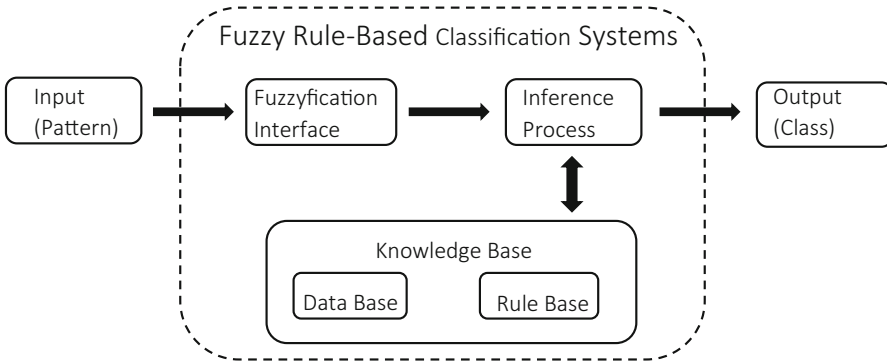 Fuzzy Rule-Based Classification Systems
Input
(Pattern)
Fuzzyfication
Interface
Inference
Process
Output
(Class)
Knowledge Base
Data Base
Rule Base